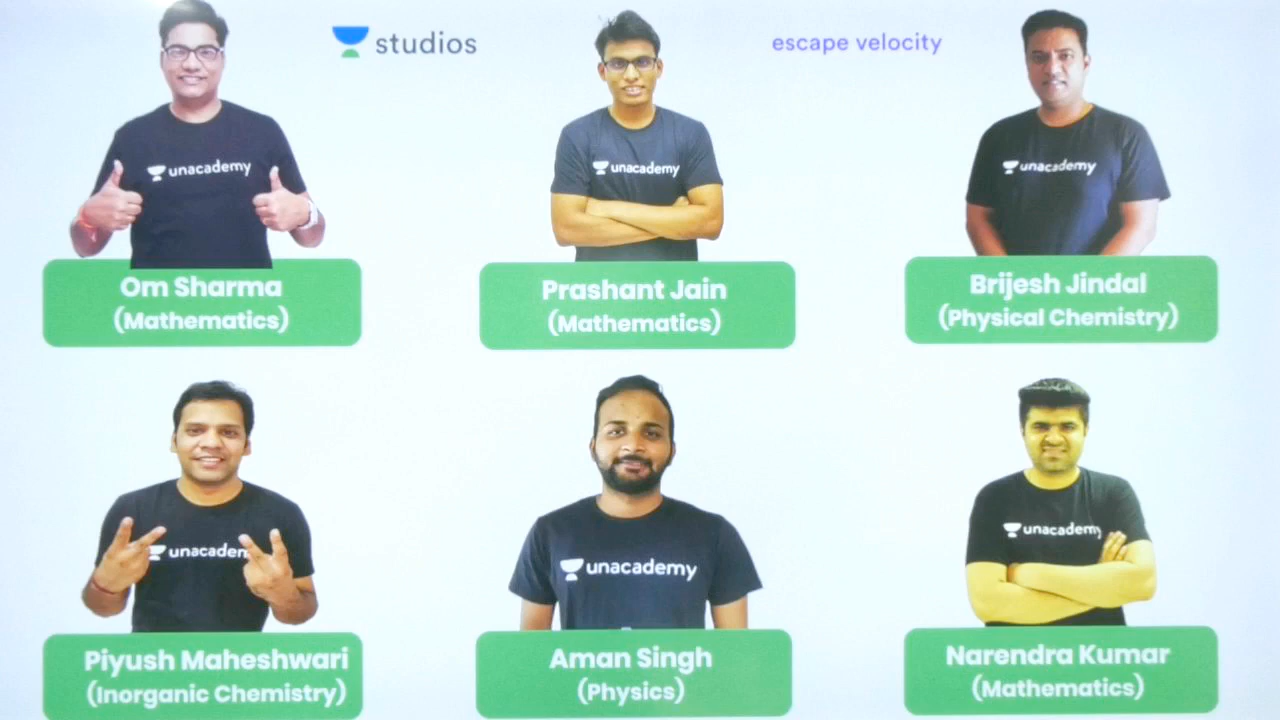 studios
escape velocity
unacademy
unacademy
unacademy
Om Sharma
(Mathematics)
Prashant Jain
(Mathematics)
Brijesh Jindal
(Physical Chemistry)
unacadem
unacademy
unacademy
Piyush Maheshwari
(Inorganic Chemistry)
Aman Singh
(Physics)
Narendra Kumar
(Mathematics)